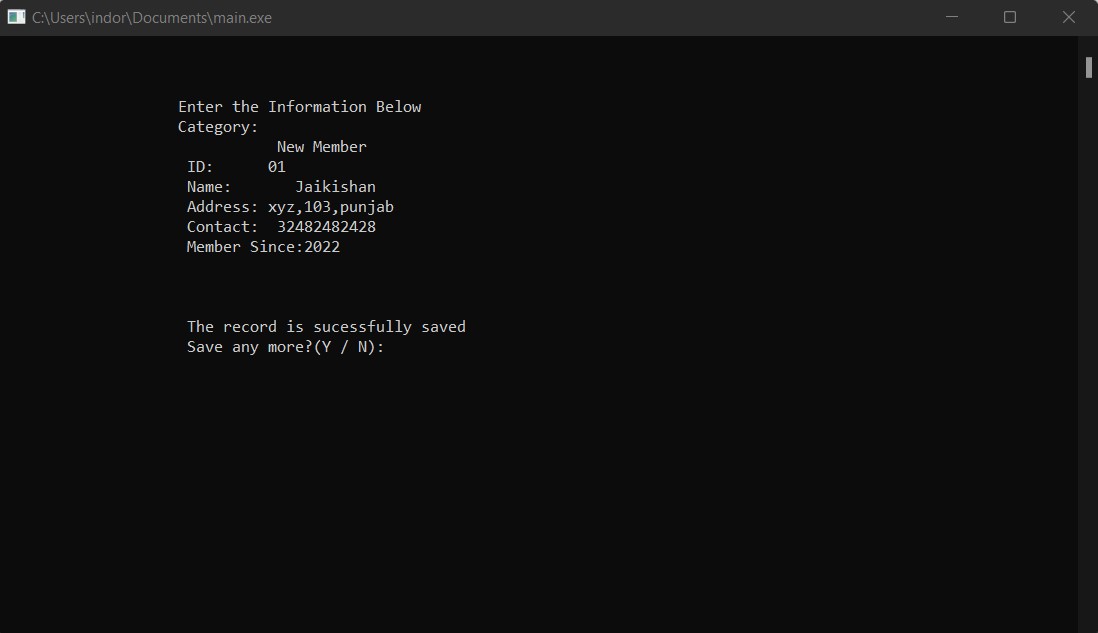 C:\Users\indor\Documents\main.exe
Enter the Information Below
Category:
New Member
ID: 01
Name: Jaikishan
Address: xyz,103,punjab
Contact: 32482482428
Member Since:2022
The record is sucessfully saved
Save any more?(Y / N):